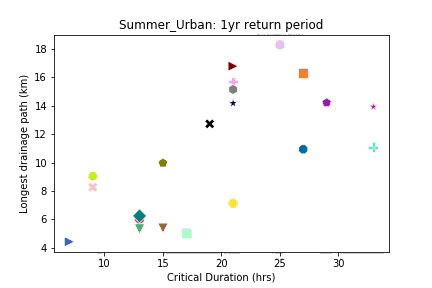 Summer_Urban: 1yr return period
Longest drainage path (km)
18
16
14
12
10
8
6
4
10 15 20 25 30
Critical Duration (hrs)